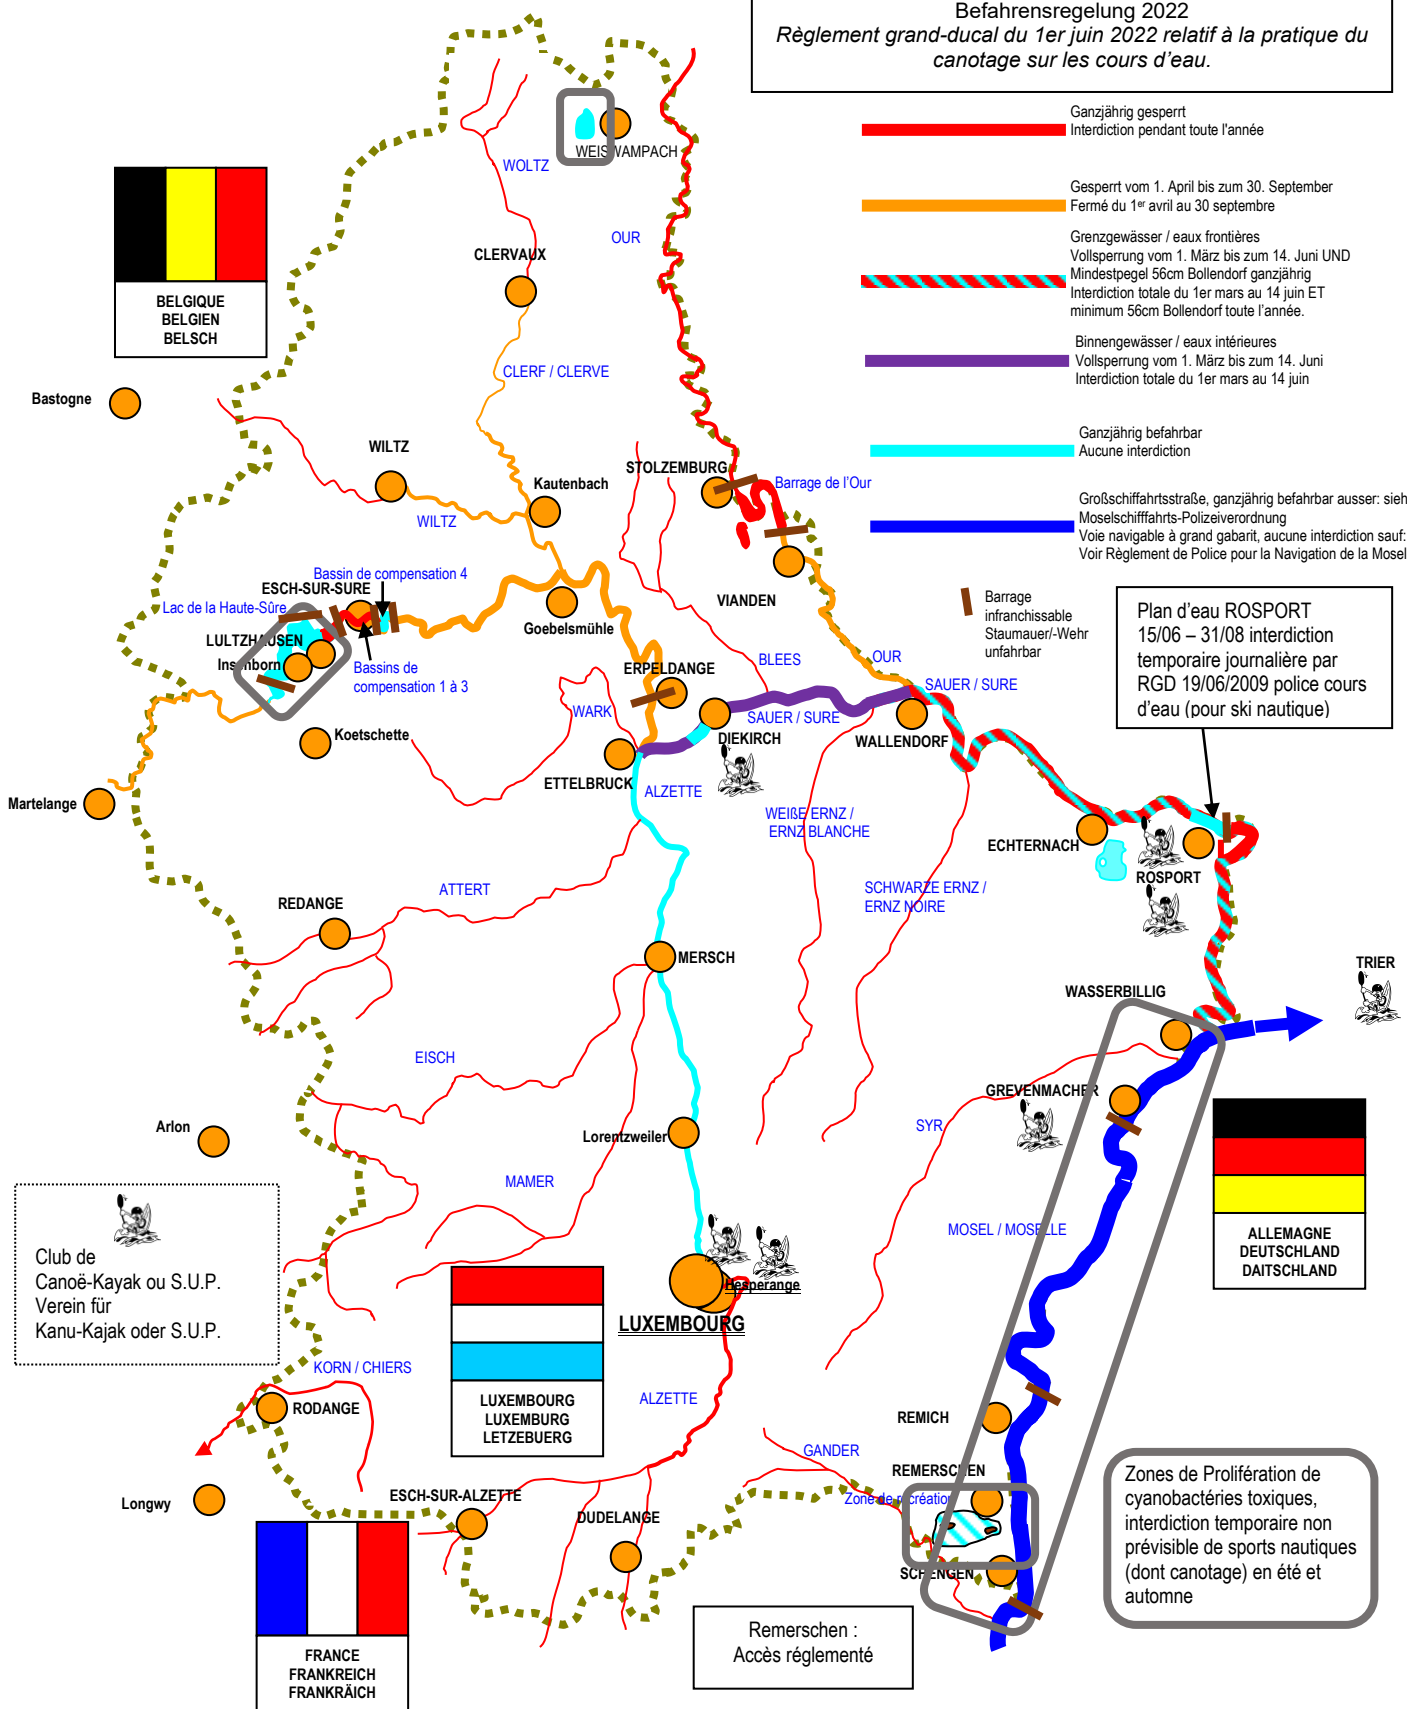 Befahrensregelung 2022
Règlement grand-ducal du 1er juin 2022 relatif à la pratique du
canotage sur les cours d'eau.
Ganzjährig gesperrt
Interdiction pendant toute l'année
Gesperrt vom 1. April bis zum 30. September
Fermé du 1er avril au 30 septembre
Grenzgewässer / eaux frontières
Vollsperrung vom 1. März bis zum 14. Juni UND
Mindestpegel 56cm Bollendorf ganzjährig
Interdiction totale du 1er mars au 14 juin ET
minimum 56cm Bollendorf toute l'année.
Binnengewässer / eaux intérieures
Vollsperrung vom 1. März bis zum 14. Juni
Interdiction totale du 1er mars au 14 juin
Ganzjährig befahrbar
Aucune interdiction
Großschiffahrtsstraße, ganzjährig befahrbar ausser: sieh
Moselschifffahrts-Polizeiverordnung
Voie navigable à grand gabarit, aucune interdiction sauf:
Voir Règlement de Police pour la Navigation de la Mosel
Barrage
infranchissable
Staumauer/-Wehr
unfahrbar
Plan d'eau ROSPORT
15/06 – 31/08 interdiction
temporaire journalière par
RGD 19/06/2009 police cours
d'eau (pour ski nautique)
WEISWAMPACH
WOLTZ
OUR
BELGIQUE
BELGIEN
BELSCH
CLERVAUX
CLERF / CLERVE
Bastogne
WILTZ
Kautenbach
WILTZ
STOLZEMBURG
Barrage de l'Our
Bassin de compensation 4
ESCH-SUR-SURE
Lac de la Haute-Sûre
LULTZHAUSEN
Insenborn
Bassins de
compensation 1 à 3
Goebelsmühle
VIANDEN
BLEES
OUR
ERPELDANGE
SAUER / SURE
WARK
SAUER / SURE
DIEKIRCH
WALLENDORF
Koetschette
ETTELBRUCK
ALZETTE
Martelange
WEIßE ERNZ /
ERNZ BLANCHE
ECHTERNACH
ROSPORT
SCHWARZE ERNZ /
ERNZ NOIRE
ATTERT
REDANGE
MERSCH
TRIER
WASSERBILLIG
EISCH
GREVENMACHER
SYR
Arlon
Lorentzweiler
MAMER
MOSEL / MOSELLE
ALLEMAGNE
DEUTSCHLAND
DAITSCHLAND
Club de
Canoë-Kayak ou S.U.P.
Verein für
Kanu-Kajak oder S.U.P.
Hesperange
LUXEMBOURG
KORN / CHIERS
RODANGE
LUXEMBOURG
LUXEMBURG
LETZEBUERG
ALZETTE
REMICH
GANDER
REMERSCHEN
Zone de récréation
Longwy
ESCH-SUR-ALZETTE
DUDELANGE
SCHENGEN
Zones de Prolifération de
cyanobactéries toxiques,
interdiction temporaire non
prévisible de sports nautiques
(dont canotage) en été et
automne
Remerschen :
Accès réglementé
FRANCE
FRANKREICH
FRANKRÄICH